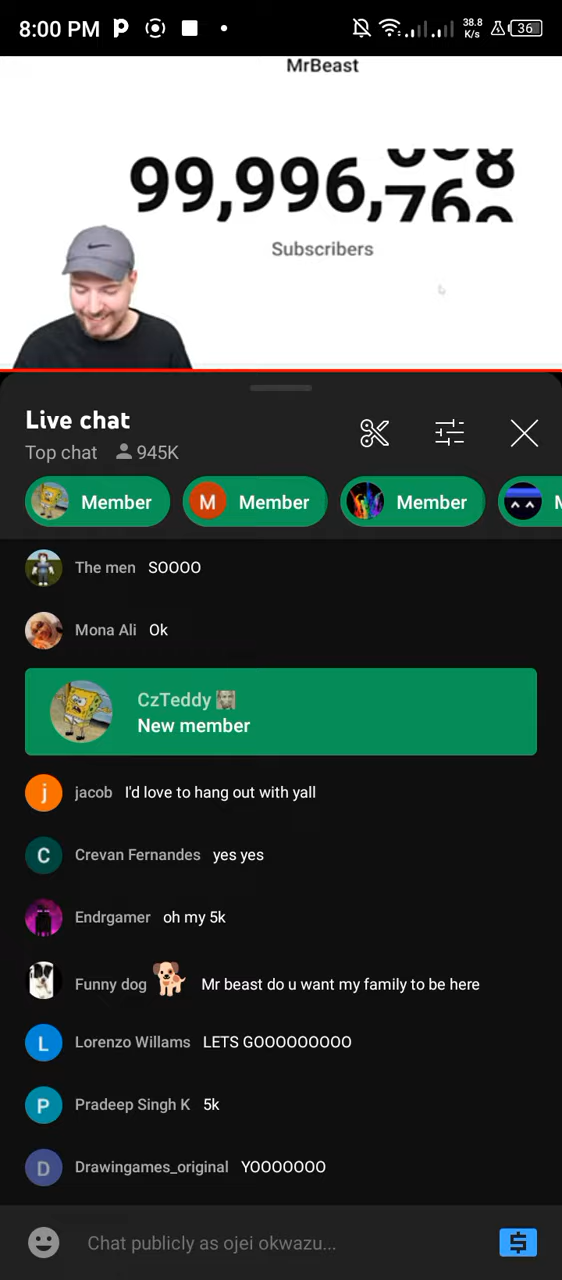 8:00 PM
38.8
K/s
36
MrBeast
99,996,
Subscribers
Live chat
Top chat 945K
Member M Member Member
The men SOOOO
Mona Ali Ok
CzTeddy
New member
j jacob I'd love to hang out with yall
C Crevan Fernandes yes yes
Endrgamer oh my 5k
Funny dog Mr beast do u want my family to be here
L Lorenzo Willams LETS GOOOOOOOOO
P Pradeep Singh K 5k
D Drawingames_original YOOOOOOO
Chat publicly as ojei okwazu...